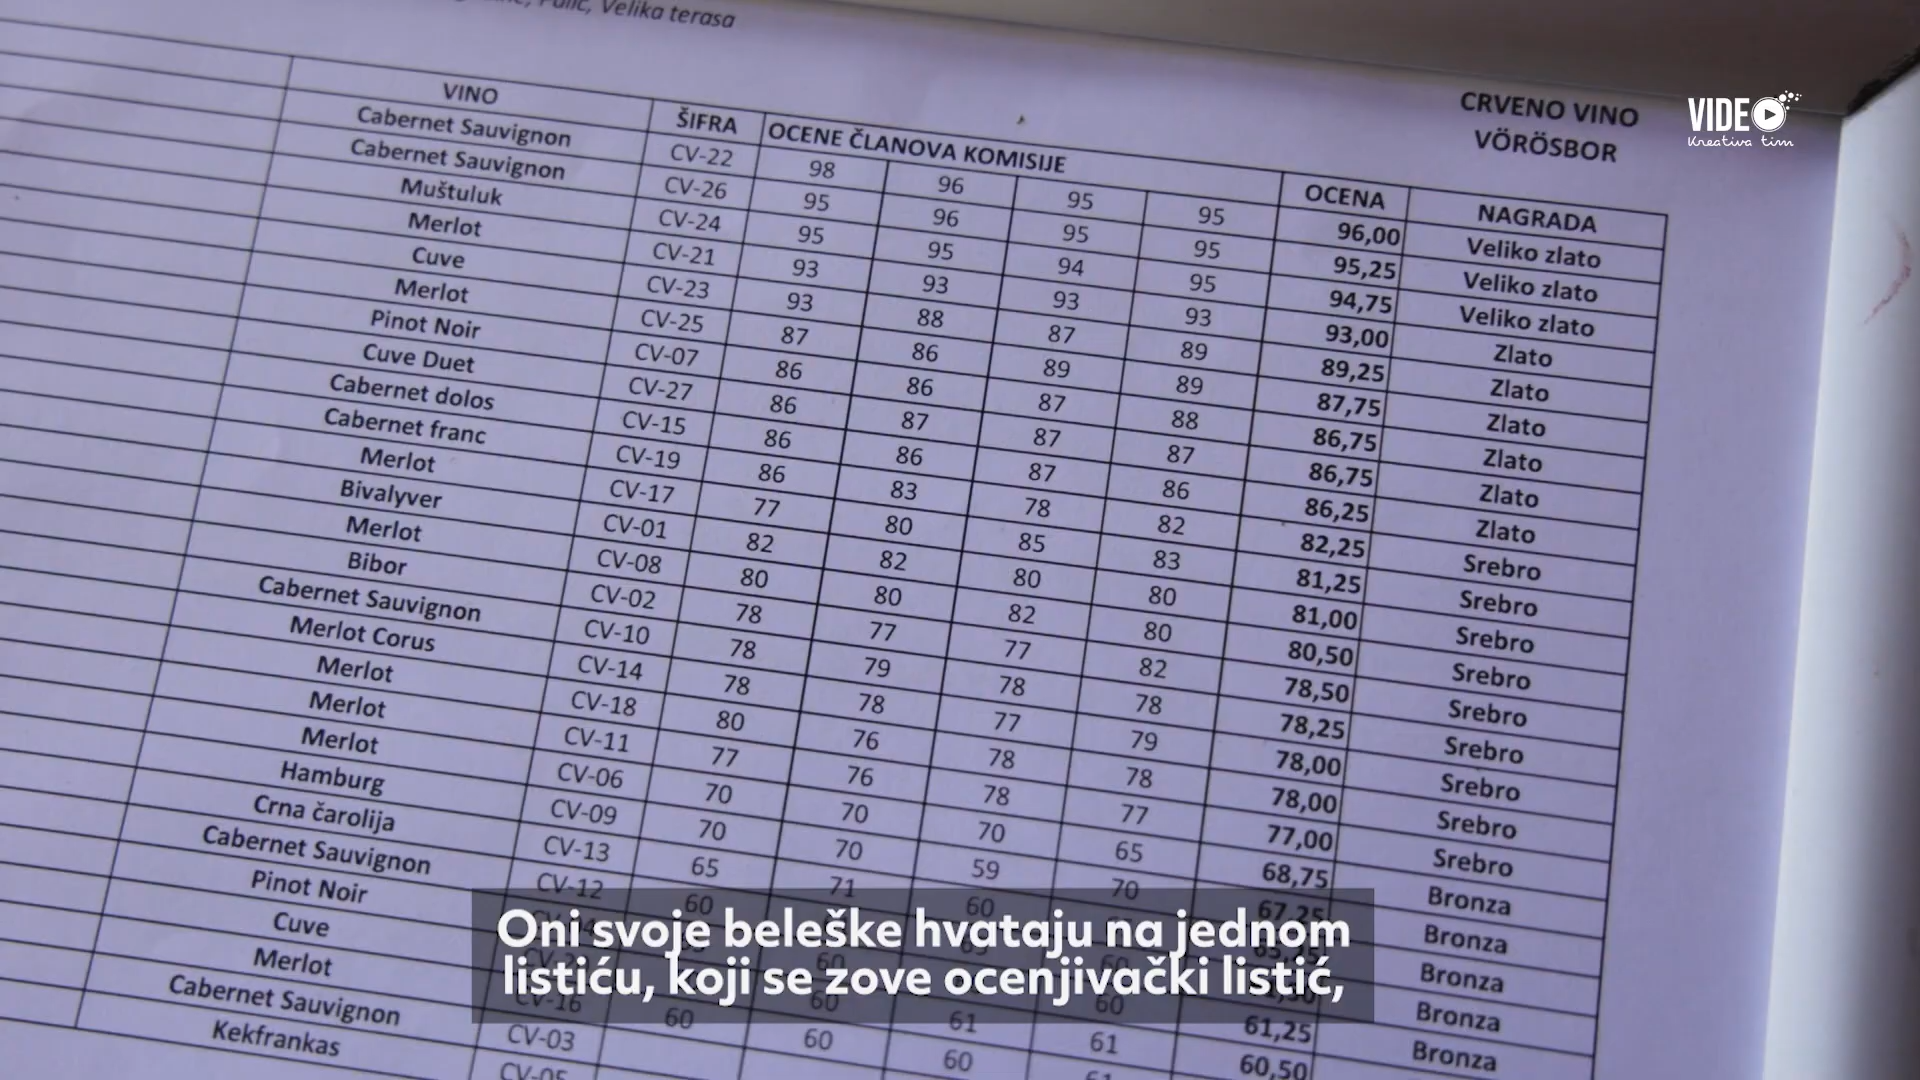 Palić, Velika terasa
CRVENO VINO
VÖRÖSBOR
VIDEO
Kreativa tim
VINO ŠIFRA OCENE ČLANOVA KOMISIJE OCENA NAGRADA
Cabernet Sauvignon CV-22 98 96 95 95 96,00 Veliko zlato
Cabernet Sauvignon CV-26 95 96 95 95 95,25 Veliko zlato
Muštuluk CV-24 95 95 94 95 94,75 Veliko zlato
Merlot CV-21 93 93 93 93 93,00 Zlato
Cuve CV-23 93 88 87 89 89,25 Zlato
Merlot CV-25 87 86 89 89 87,75 Zlato
Pinot Noir CV-07 86 86 87 88 86,75 Zlato
Cuve Duet CV-27 86 87 87 87 86,75 Zlato
Cabernet dolos CV-15 86 86 87 86 86,25 Zlato
Cabernet franc CV-19 86 83 78 82 82,25 Srebro
Merlot CV-17 77 80 85 83 81,25 Srebro
Bivalyver CV-01 82 82 80 80 81,00 Srebro
Merlot CV-08 80 80 82 80 80,50 Srebro
Bibor CV-02 78 77 77 82 78,50 Srebro
Cabernet Sauvignon CV-10 78 79 78 78 78,25 Srebro
Merlot Corus CV-14 78 78 77 79 78,00 Srebro
Merlot CV-18 80 76 78 78 78,00 Srebro
Merlot CV-11 77 76 78 77 77,00 Srebro
Merlot CV-06 70 70 70 65 68,75 Bronza
Hamburg CV-09 70 70 59 70 67,25 Bronza
Crna čarolija CV-13 65 71 60 Bronza
Cabernet Sauvignon CV-12 60 Bronza
Pinot Noir 60 60 61,25 Bronza
Cuve 60 61 61 60,50
Merlot CV-16 60 60 60 61
Cabernet Sauvignon CV-03
Kekfrankas CV-05
Oni svoje beleške hvataju na jednom
listiću, koji se zove ocenjivački listić,